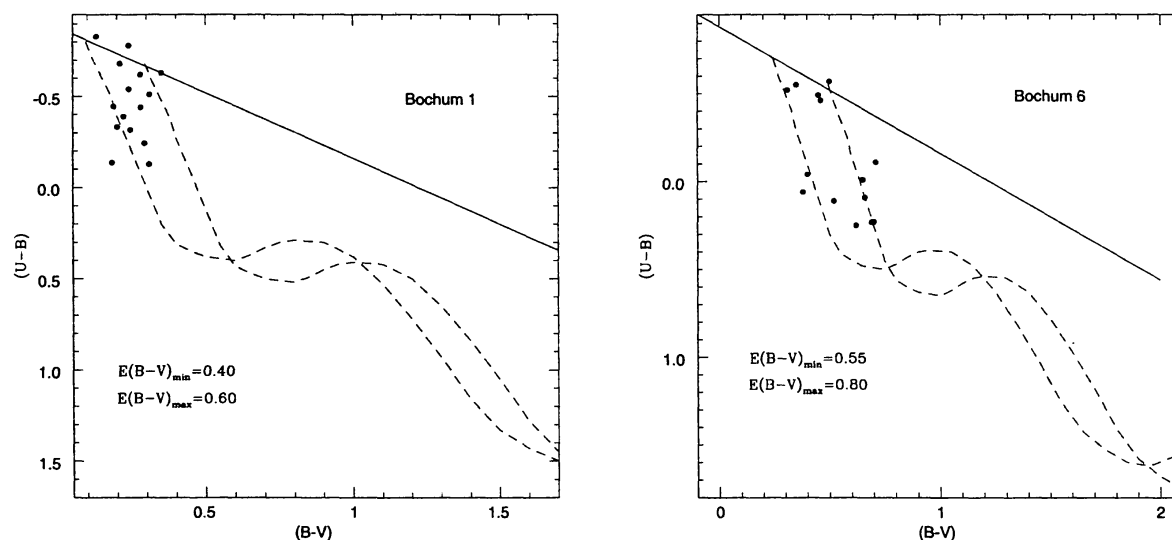 Bochum 1
-0.5
0.0
0.5
1.0
1.5
(U-B)
E(B-V)min=0.40
E(B-V)max=0.60
0.5
1.0
1.5
(B-V)
Bochum 6
0.0
1.0
(U-B)
E(B-V)min=0.55
E(B-V)max=0.80
0
1
2
(B-V)